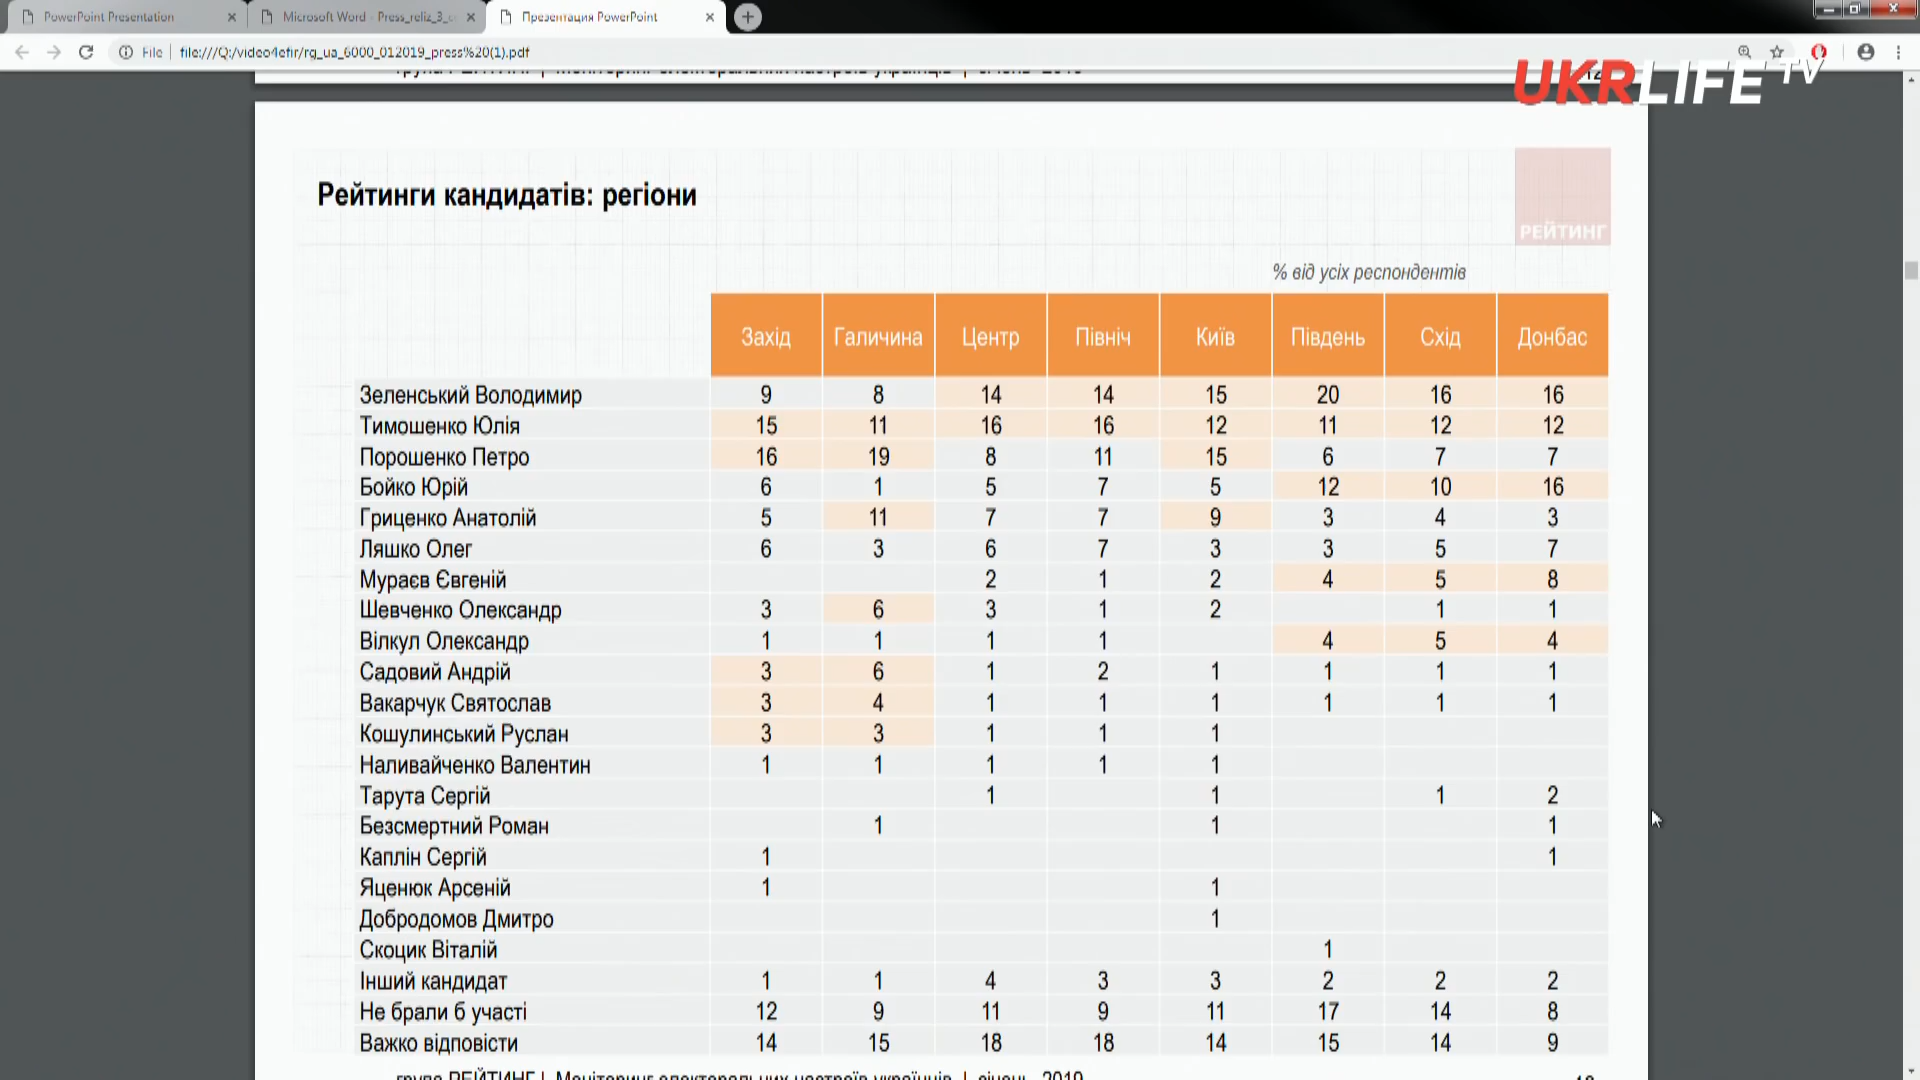 PowerPoint Presentation
Microsoft Word - Press_reliz_3_c
Презентация PowerPoint
File file:///Q:/video4efir/rg_ua_6000_012019_press%20(1).pdf
UKRLIFE TV
Рейтинги кандидатів: регіони
РЕЙТИНГ
% від усіх респондентів
Захід Галичина Центр Північ Київ Південь Схід Донбас
Зеленський Володимир 9 8 14 14 15 20 16 16
Тимошенко Юлія 15 11 16 16 12 11 12 12
Порошенко Петро 16 19 8 11 15 6 7 7
Бойко Юрій 6 1 5 7 5 12 10 16
Гриценко Анатолій 5 11 7 7 9 3 4 3
Ляшко Олег 6 3 6 7 3 3 5 7
Мураєв Євгеній 2 1 2 4 5 8
Шевченко Олександр 3 6 3 1 2 1 1
Вілкул Олександр 1 1 1 1 4 5 4
Садовий Андрій 3 6 1 2 1 1 1 1
Вакарчук Святослав 3 4 1 1 1 1 1 1
Кошулинський Руслан 3 3 1 1 1
Наливайченко Валентин 1 1 1 1 1
Тарута Сергій 1 1 1 2
Безсмертний Роман 1 1 1
Каплін Сергій 1 1
Яценюк Арсеній 1 1
Добродомов Дмитро 1
Скоцик Віталій 1
Інший кандидат 1 1 4 3 3 2 2 2
Не брали б участі 12 9 11 9 11 17 14 8
Важко відповісти 14 15 18 18 14 15 14 9
група РЕЙТИНГ | Моніторинг електоральних настроїв українців | січень 2019